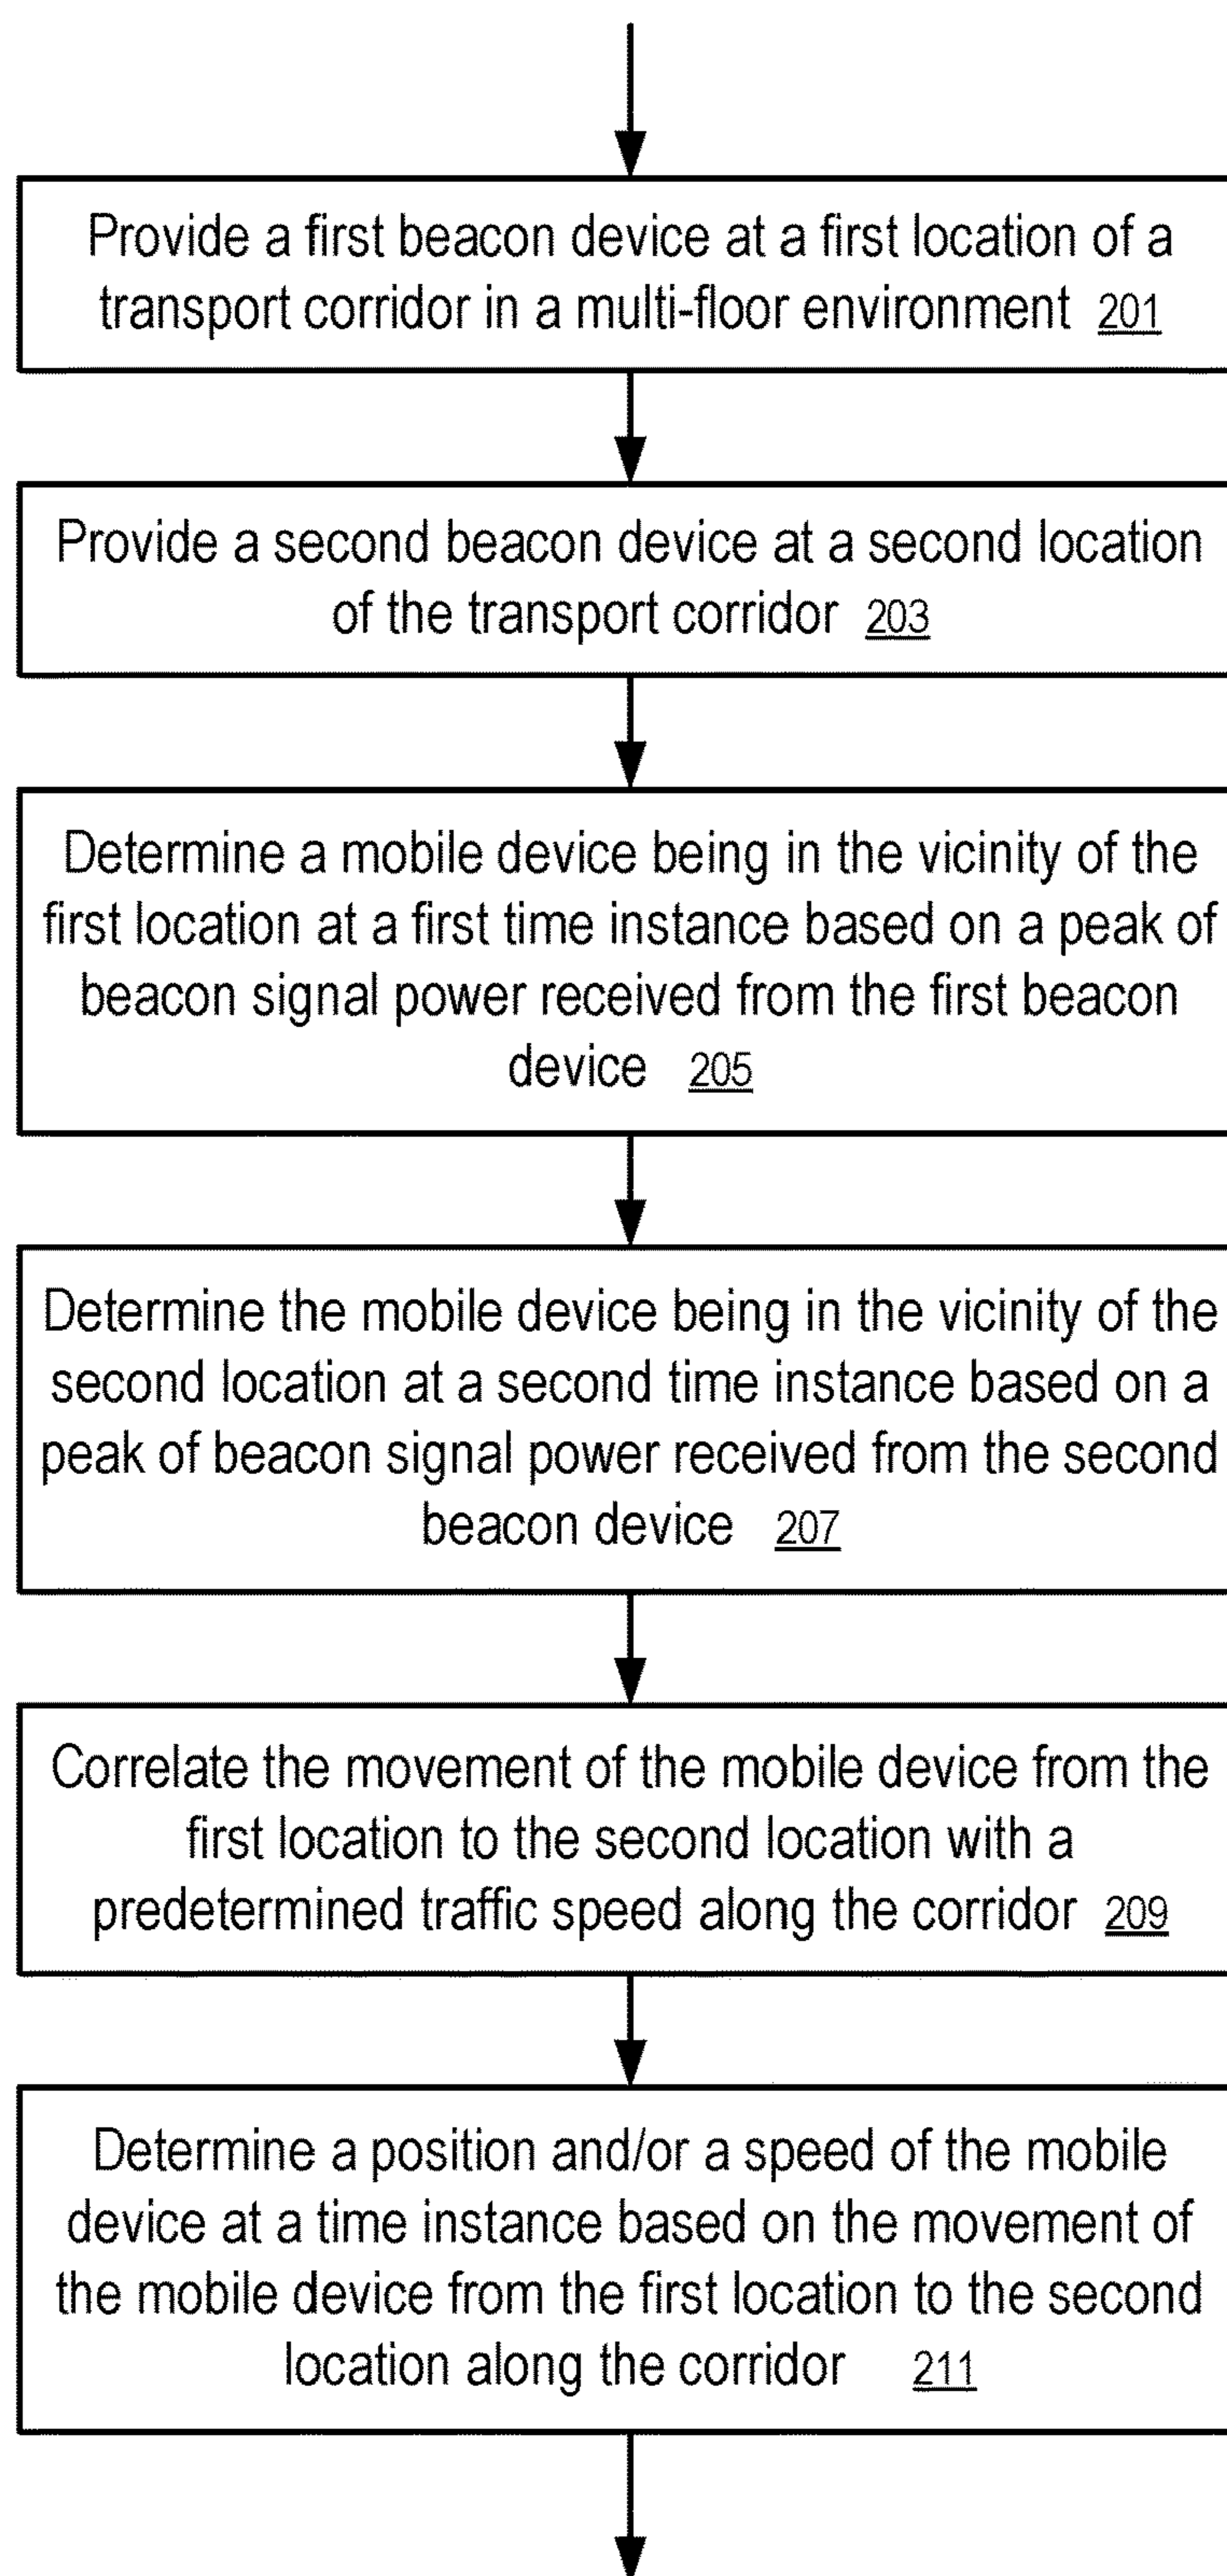 Provide a first beacon device at a first location of a
transport corridor in a multi-floor environment 201
Provide a second beacon device at a second location
of the transport corridor 203
Determine a mobile device being in the vicinity of the
first location at a first time instance based on a peak of
beacon signal power received from the first beacon
device 205
Determine the mobile device being in the vicinity of the
second location at a second time instance based on a
peak of beacon signal power received from the second
beacon device 207
Correlate the movement of the mobile device from the
first location to the second location with a
predetermined traffic speed along the corridor 209
Determine a position and/or a speed of the mobile
device at a time instance based on the movement of
the mobile device from the first location to the second
location along the corridor 211